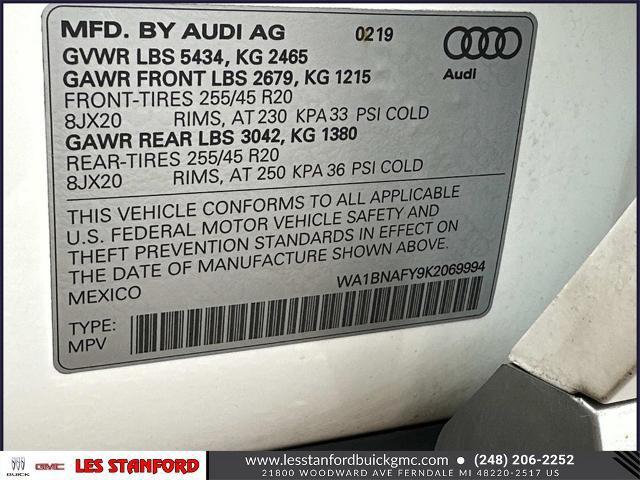 MFD. BY AUDI AG 0219
GVWR LBS 5434, KG 2465
Audi
GAWR FRONT LBS 2679, KG 1215
FRONT-TIRES 255/45 R20
8JX20 RIMS, AT 230 KPA 33 PSI COLD
GAWR REAR LBS 3042, KG 1380
REAR-TIRES 255/45 R20
8JX20 RIMS, AT 250 KPA 36 PSI COLD
THIS VEHICLE CONFORMS TO ALL APPLICABLE
U.S. FEDERAL MOTOR VEHICLE SAFETY AND
THEFT PREVENTION STANDARDS IN EFFECT ON
THE DATE OF MANUFACTURE SHOWN ABOVE.
MEXICO WA1BNAFY9K2069994
TYPE:
MPV
BUICK GMC LES STANFORD www.lesstanfordbuickgmc.com • (248) 206-2252
21800 WOODWARD AVE FERNDALE MI 48220-2517 US